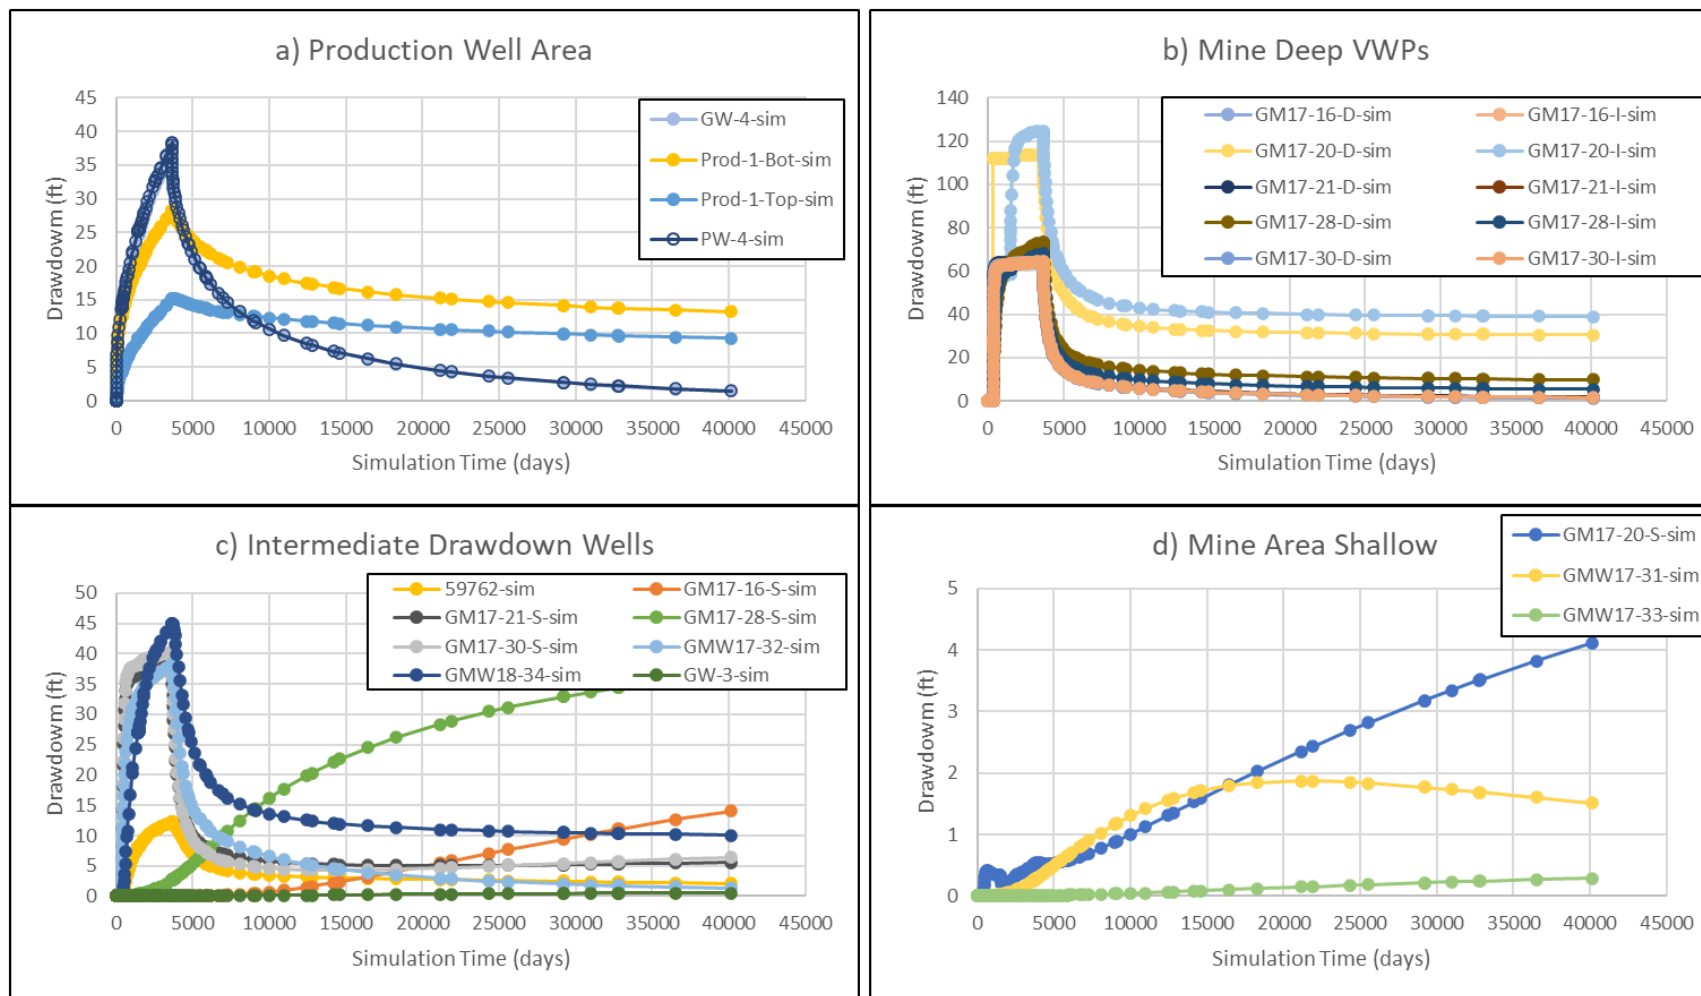 a) Production Well Area
Drawdowm (ft)
45
40
35
30
25
20
15
10
5
0
GW-4-sim
Prod-1-Bot-sim
Prod-1-Top-sim
PW-4-sim
0 5000 10000 15000 20000 25000 30000 35000 40000 45000
Simulation Time (days)
b) Mine Deep VWPs
Drawdowm (ft)
140
120
100
80
60
40
20
0
GM17-16-D-sim GM17-16-I-sim
GM17-20-D-sim GM17-20-I-sim
GM17-21-D-sim GM17-21-I-sim
GM17-28-D-sim GM17-28-I-sim
GM17-30-D-sim GM17-30-I-sim
0 5000 10000 15000 20000 25000 30000 35000 40000 45000
Simulation Time (days)
c) Intermediate Drawdown Wells
Drawdowm (ft)
50
45
40
35
30
25
20
15
10
5
0
59762-sim GM17-16-S-sim
GM17-21-S-sim GM17-28-S-sim
GM17-30-S-sim GMW17-32-sim
GMW18-34-sim GW-3-sim
0 5000 10000 15000 20000 25000 30000 35000 40000 45000
Simulation Time (days)
d) Mine Area Shallow
Drawdowm (ft)
5
4
3
2
1
0
GM17-20-S-sim
GMW17-31-sim
GMW17-33-sim
0 5000 10000 15000 20000 25000 30000 35000 40000 45000
Simulation Time (days)